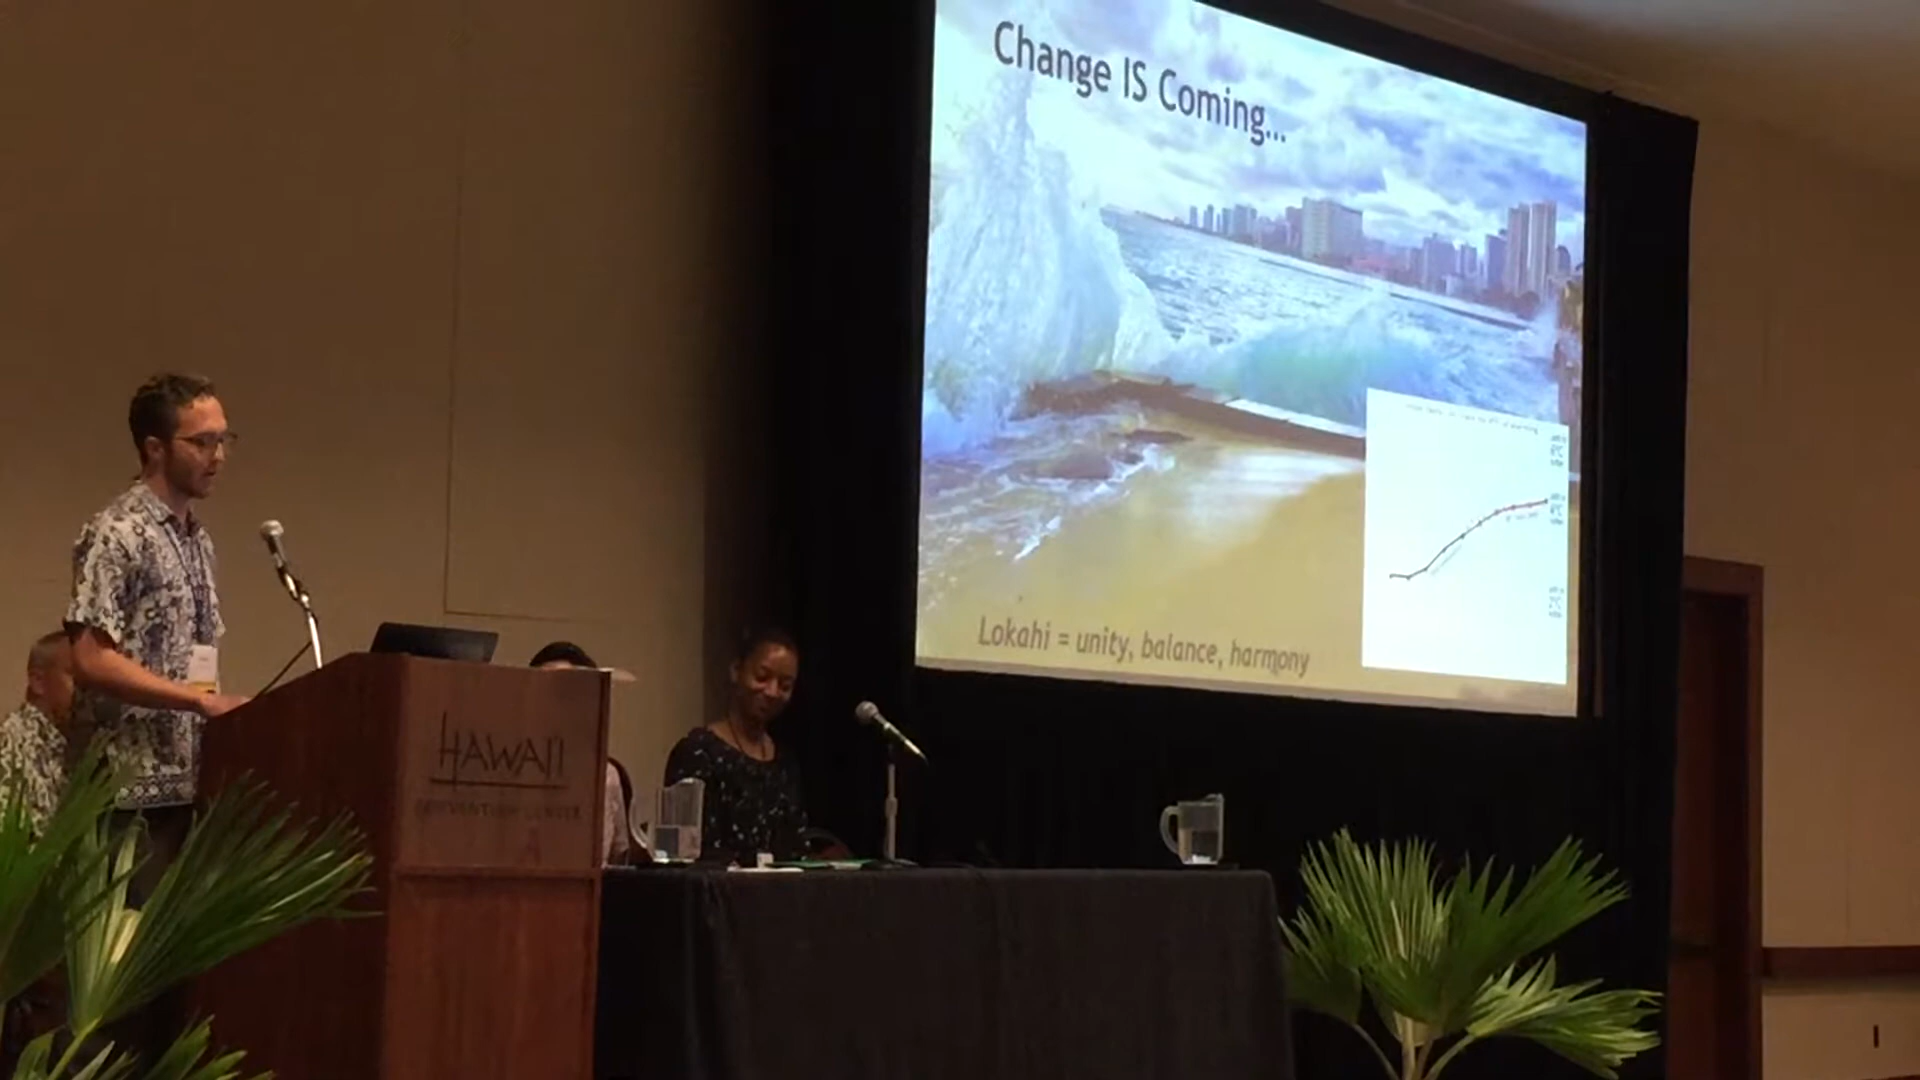 Change IS Coming...
Lokahi = unity, balance, harmony
HAWAI'I
CONVENTION CENTER